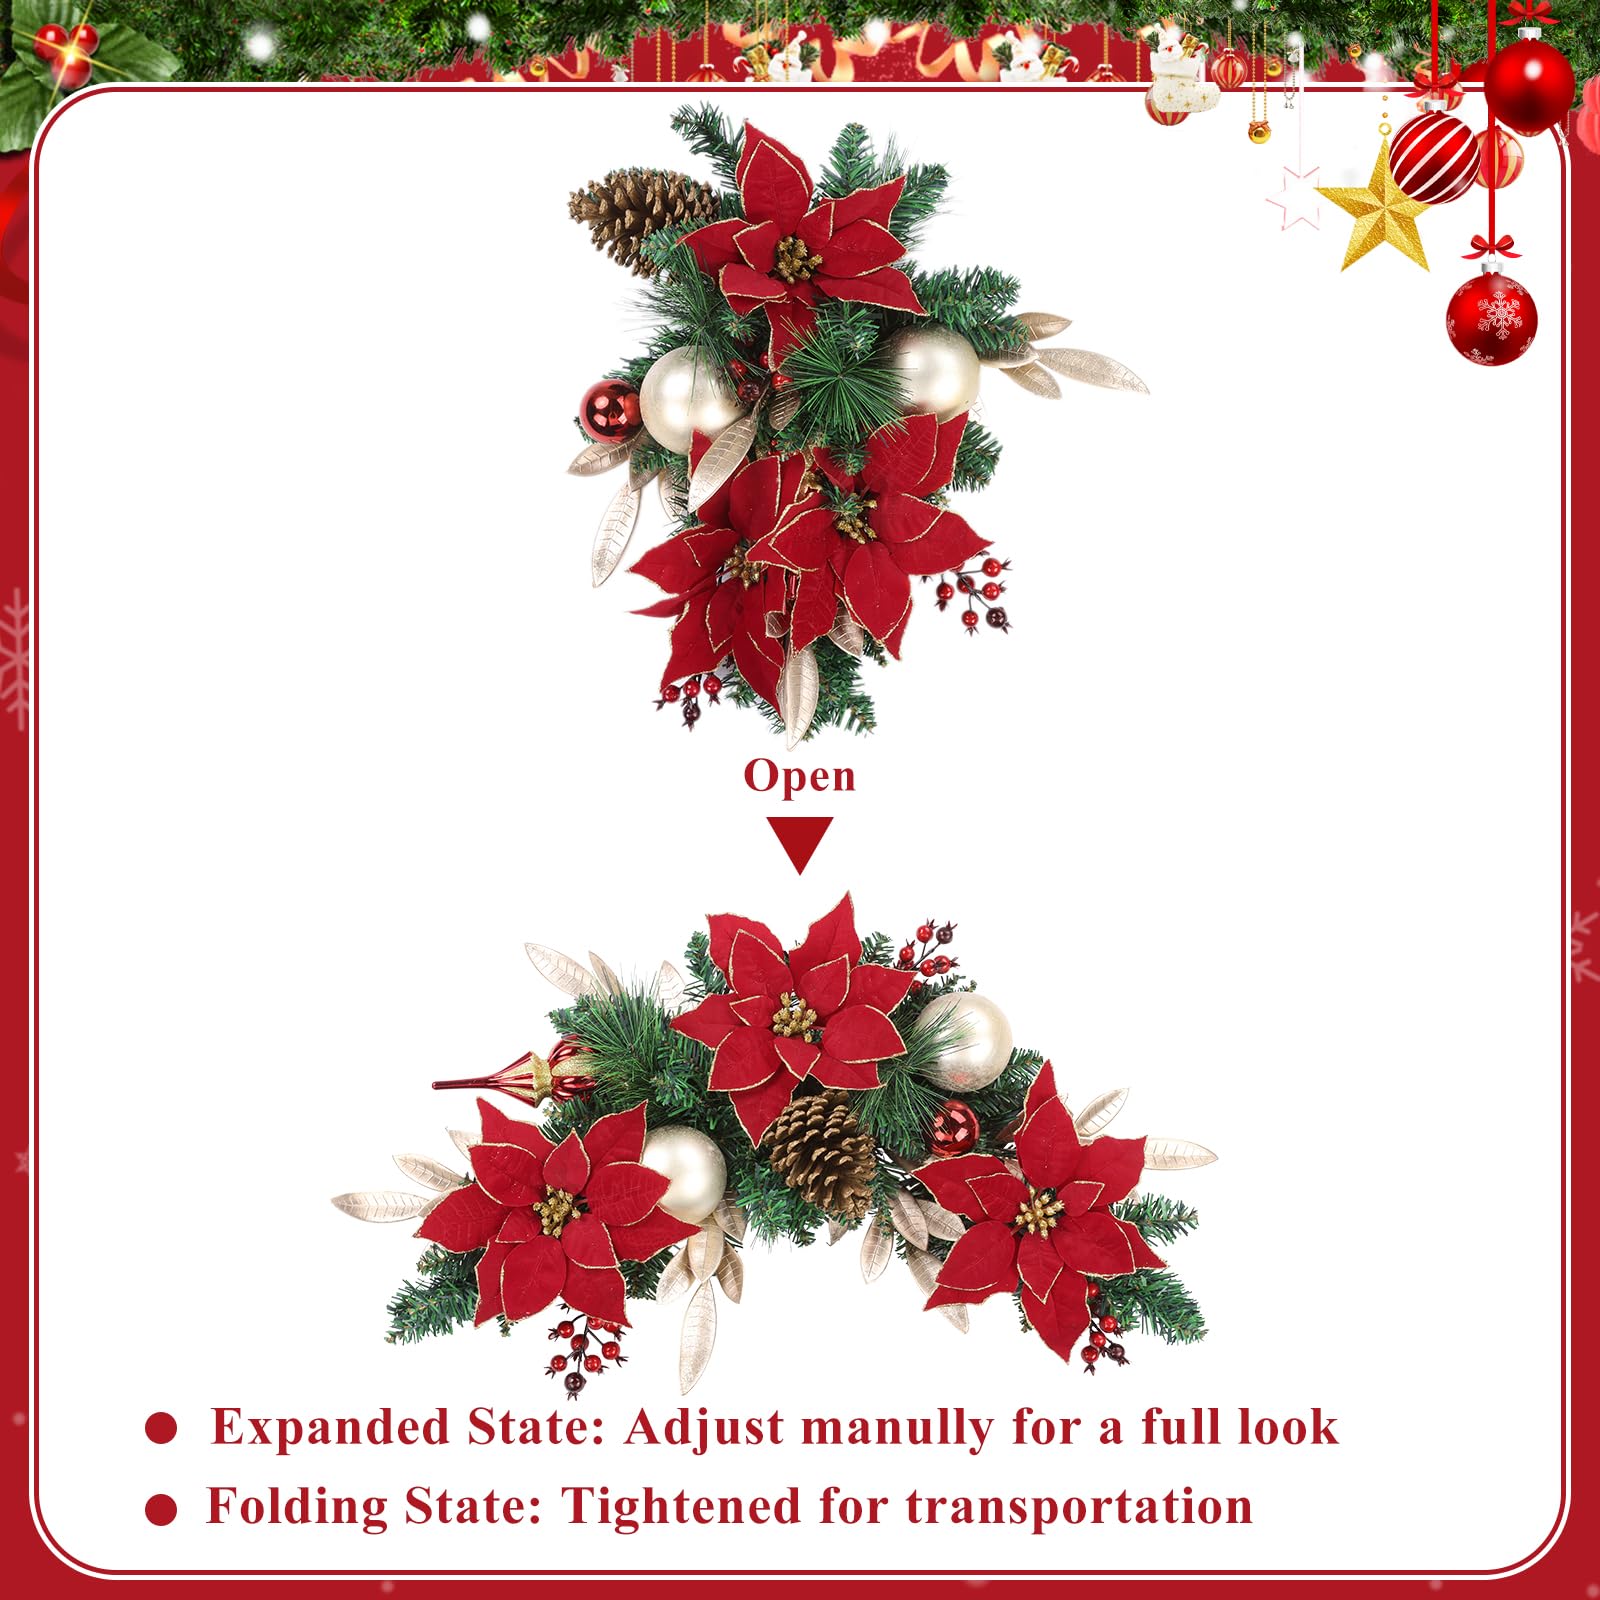 Open
Expanded State: Adjust manully for a full look
Folding State: Tightened for transportation